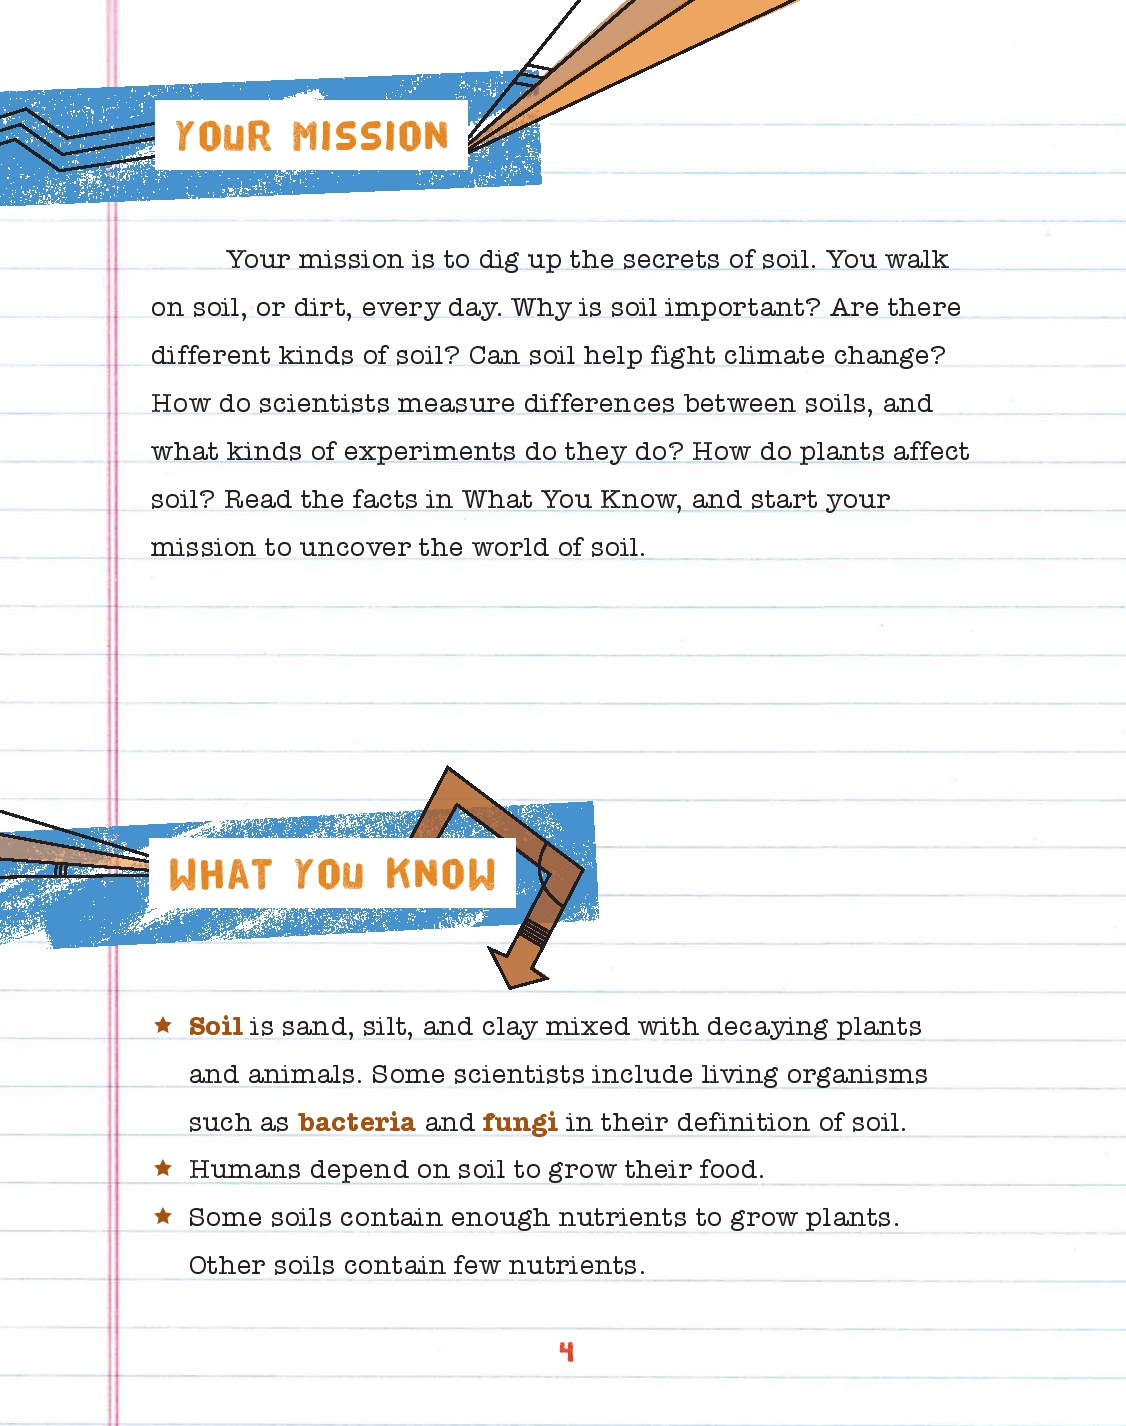 YOUR MISSION
Your mission is to dig up the secrets of soil. You walk
on soil, or dirt, every day. Why is soil important? Are there
different kinds of soil? Can soil help fight climate change?
How do scientists measure differences between soils, and
what kinds of experiments do they do? How do plants affect
soil? Read the facts in What You Know, and start your
mission to uncover the world of soil.
WHAT YOU KNOW
★ Soil is sand, silt, and clay mixed with decaying plants
and animals. Some scientists include living organisms
such as bacteria and fungi in their definition of soil.
★ Humans depend on soil to grow their food.
★ Some soils contain enough nutrients to grow plants.
Other soils contain few nutrients.
4